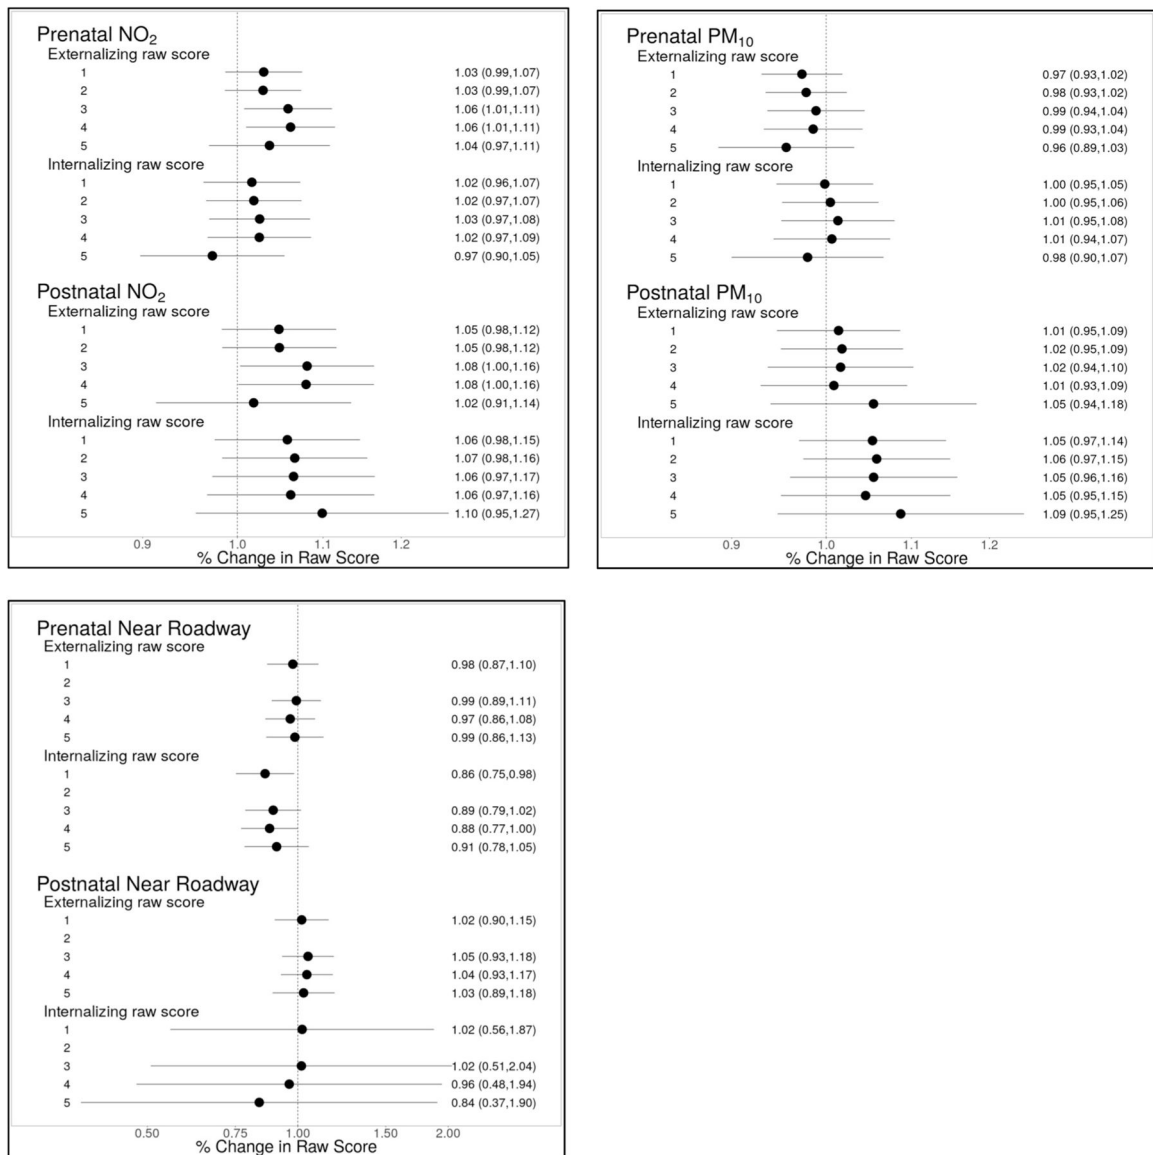 Prenatal NO₂
Externalizing raw score
1 1.03 (0.99,1.07)
2 1.03 (0.99,1.07)
3 1.06 (1.01,1.11)
4 1.06 (1.01,1.11)
5 1.04 (0.97,1.11)
Internalizing raw score
1 1.02 (0.96,1.07)
2 1.02 (0.97,1.07)
3 1.03 (0.97,1.08)
4 1.02 (0.97,1.09)
5 0.97 (0.90,1.05)
Postnatal NO₂
Externalizing raw score
1 1.05 (0.98,1.12)
2 1.05 (0.98,1.12)
3 1.08 (1.00,1.16)
4 1.08 (1.00,1.16)
5 1.02 (0.91,1.14)
Internalizing raw score
1 1.06 (0.98,1.15)
2 1.07 (0.98,1.16)
3 1.06 (0.97,1.17)
4 1.06 (0.97,1.16)
5 1.10 (0.95,1.27)
0.9 1.0 1.1 1.2
% Change in Raw Score
Prenatal PM₁₀
Externalizing raw score
1 0.97 (0.93,1.02)
2 0.98 (0.93,1.02)
3 0.99 (0.94,1.04)
4 0.99 (0.93,1.04)
5 0.96 (0.89,1.03)
Internalizing raw score
1 1.00 (0.95,1.05)
2 1.00 (0.95,1.06)
3 1.01 (0.95,1.08)
4 1.01 (0.94,1.07)
5 0.98 (0.90,1.07)
Postnatal PM₁₀
Externalizing raw score
1 1.01 (0.95,1.09)
2 1.02 (0.95,1.09)
3 1.02 (0.94,1.10)
4 1.01 (0.93,1.09)
5 1.05 (0.94,1.18)
Internalizing raw score
1 1.05 (0.97,1.14)
2 1.06 (0.97,1.15)
3 1.05 (0.96,1.16)
4 1.05 (0.95,1.15)
5 1.09 (0.95,1.25)
0.9 1.0 1.1 1.2
% Change in Raw Score
Prenatal Near Roadway
Externalizing raw score
1 0.98 (0.87,1.10)
2
3 0.99 (0.89,1.11)
4 0.97 (0.86,1.08)
5 0.99 (0.86,1.13)
Internalizing raw score
1 0.86 (0.75,0.98)
2
3 0.89 (0.79,1.02)
4 0.88 (0.77,1.00)
5 0.91 (0.78,1.05)
Postnatal Near Roadway
Externalizing raw score
1 1.02 (0.90,1.15)
2
3 1.05 (0.93,1.18)
4 1.04 (0.93,1.17)
5 1.03 (0.89,1.18)
Internalizing raw score
1 1.02 (0.56,1.87)
2
3 1.02 (0.51,2.04)
4 0.96 (0.48,1.94)
5 0.84 (0.37,1.90)
0.50 0.75 1.00 1.50 2.00
% Change in Raw Score